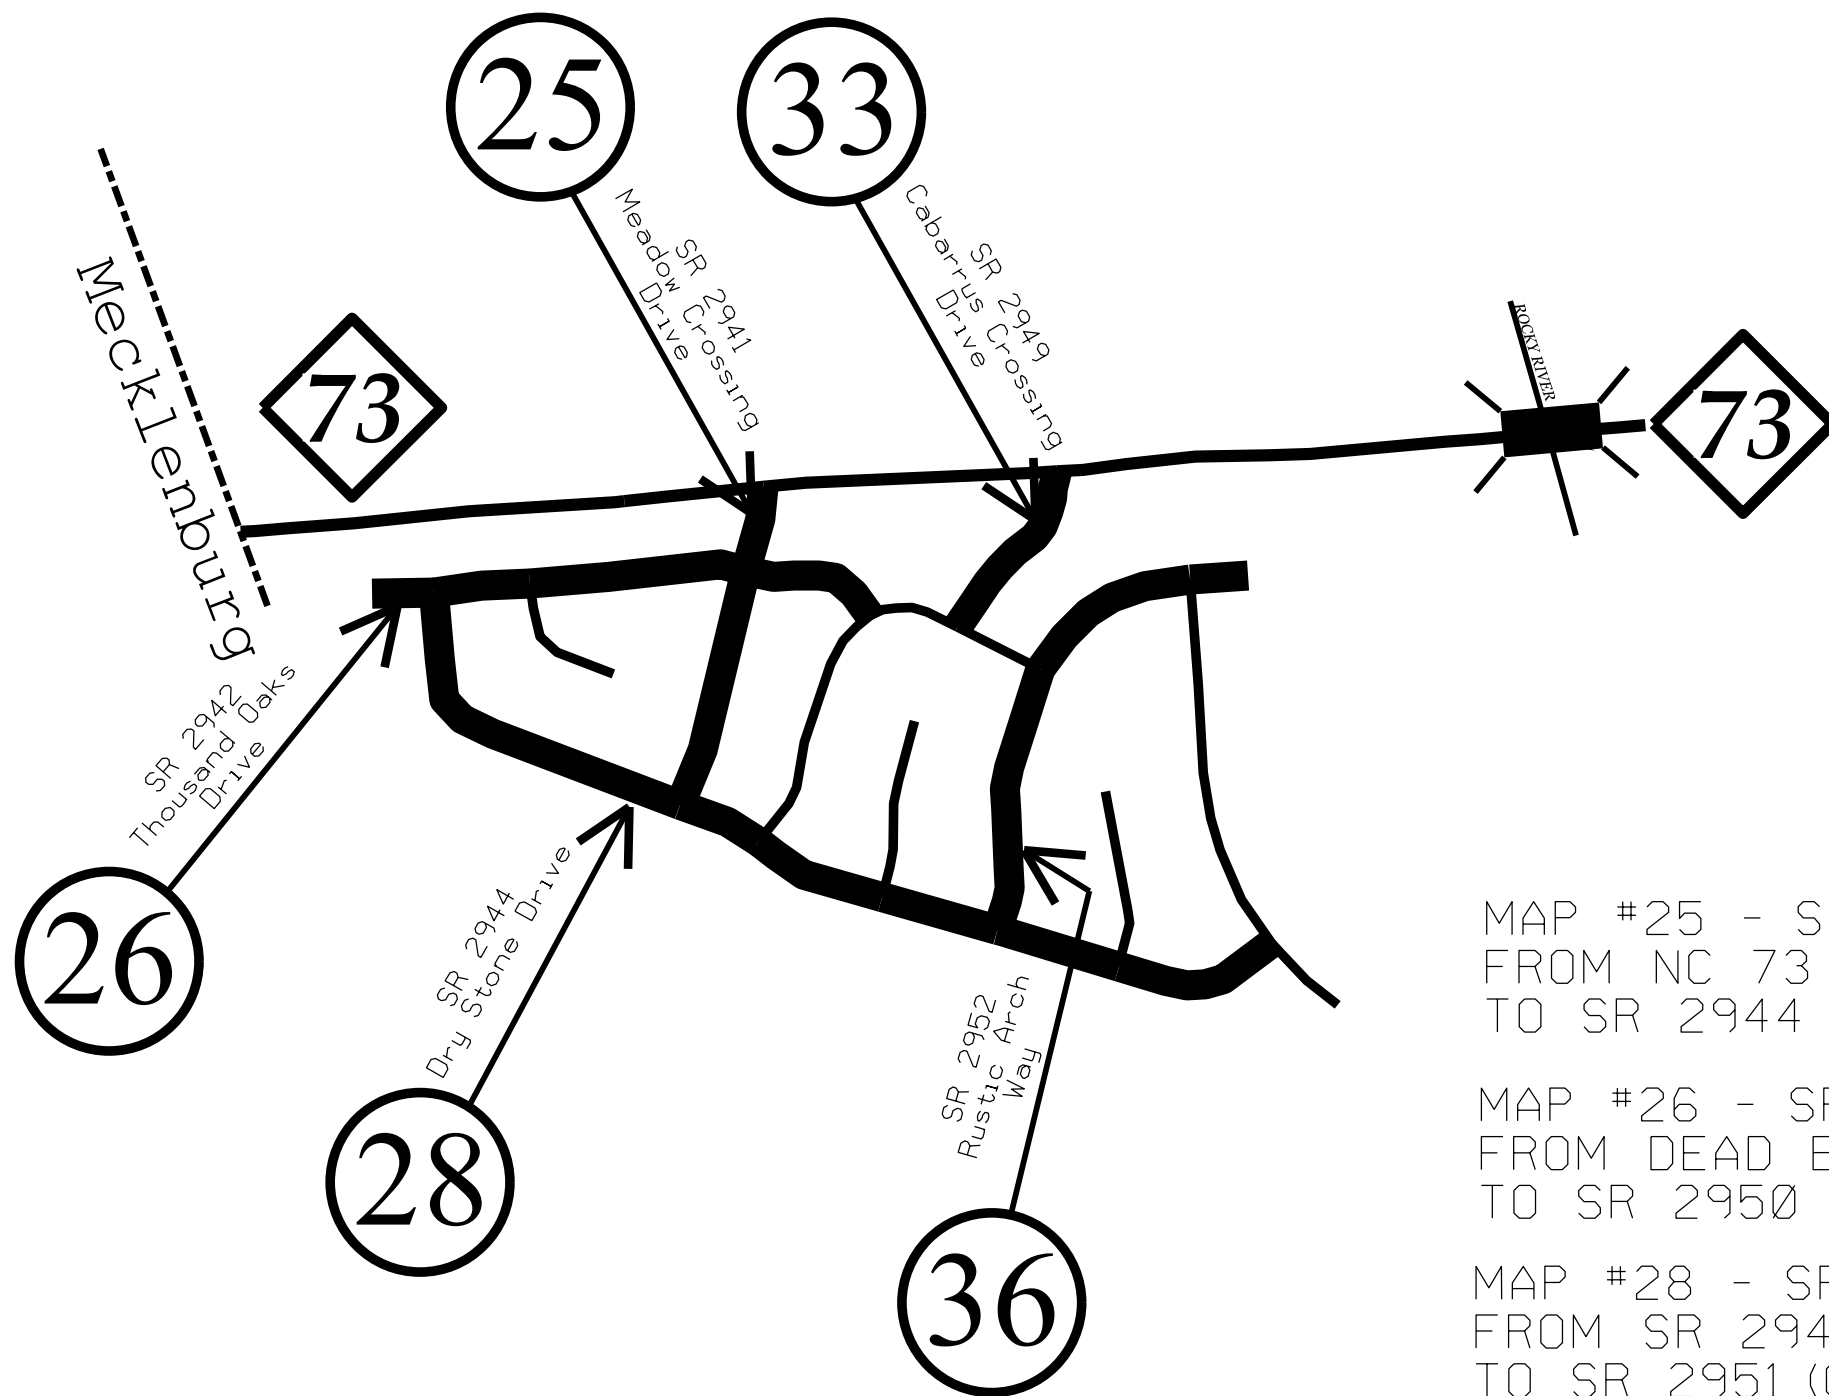 25
33
SR 2941
Meadow Crossing
Drive
SR 2949
Cabarrus Crossing
Drive
Mecklenburg
73
ROCKY RIVER
73
SR 2942
Thousand Oaks
Drive
26
SR 2944
Dry Stone Drive
28
SR 2952
Rustic Arch
Way
36
MAP #25 - S
FROM NC 73
TO SR 2944
MAP #26 - SR
FROM DEAD E
TO SR 2950
MAP #28 - SR
FROM SR 294
TO SR 2951 (